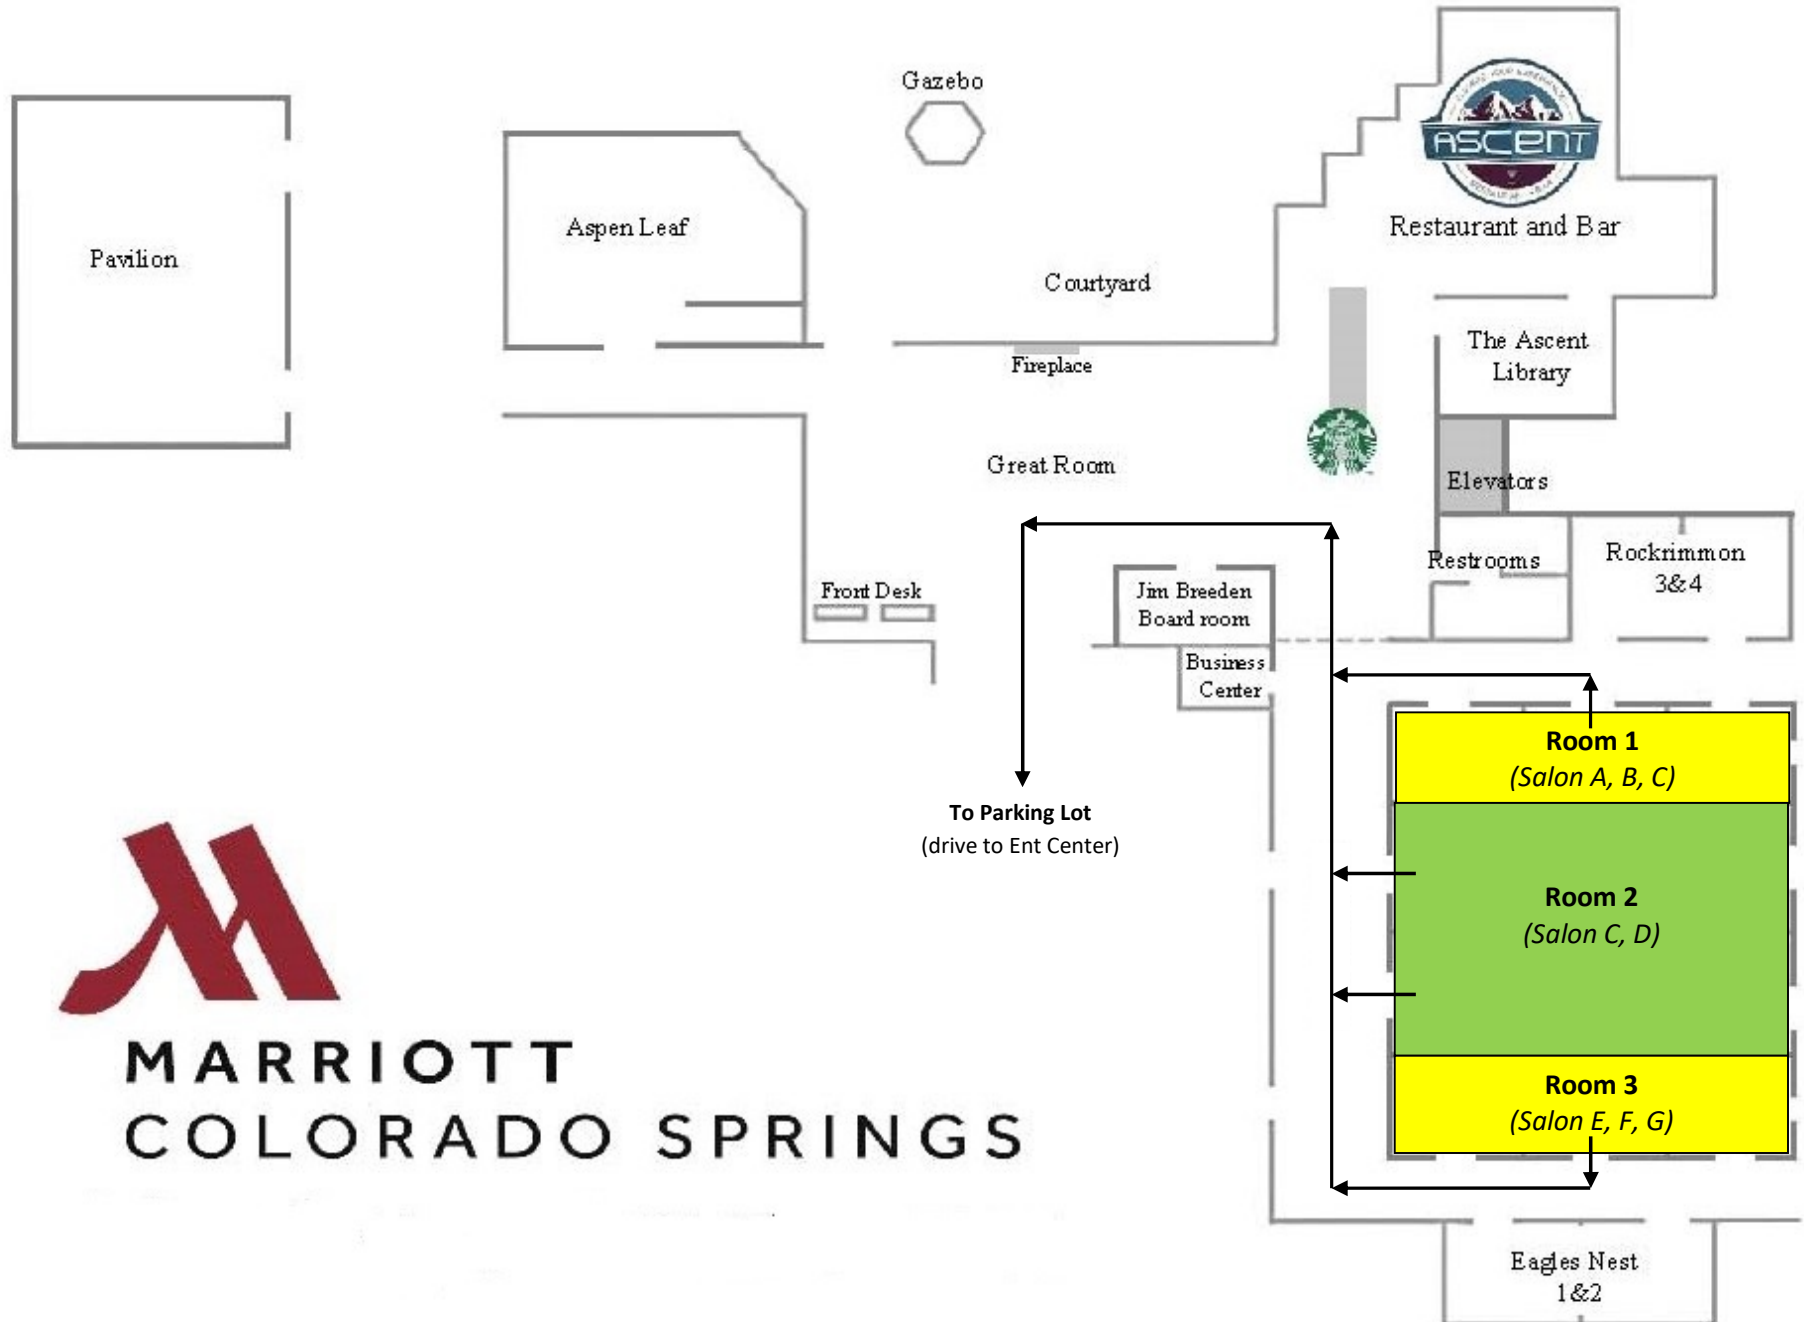 Gazebo
ASCENT
Restaurant and Bar
Aspen Leaf
Pavilion
Courtyard
The Ascent
Library
Fireplace
Great Room
Elevators
Restrooms
Rockrimmon
3&4
Front Desk
Jim Breeden
Board room
Business
Center
Room 1
(Salon A, B, C)
To Parking Lot
(drive to Ent Center)
Room 2
(Salon C, D)
Room 3
(Salon E, F, G)
MARRIOTT
COLORADO SPRINGS
Eagles Nest
1&2